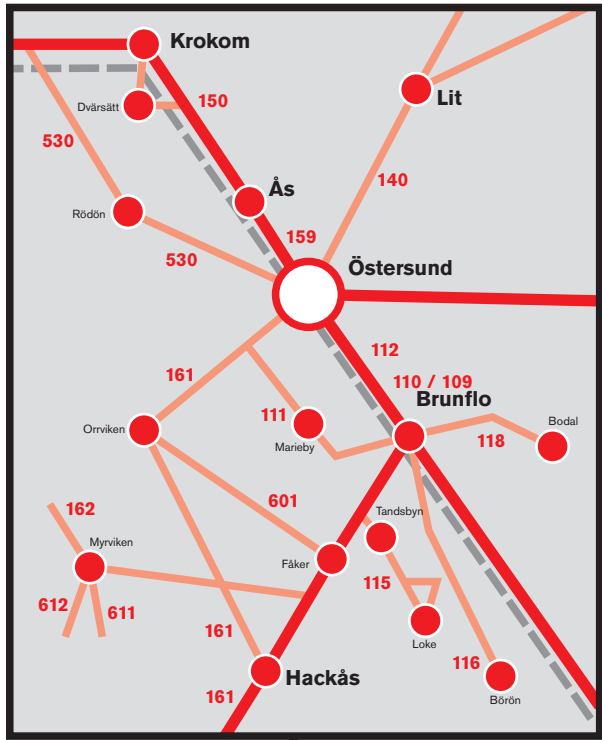 Krokom
150
Dvärsätt
Lit
530
140
Ås
Rödön
159
530
Östersund
112
161
110 / 109
Brunflo
111
Bodal
Orrviken
118
Marieby
601
162
Tandsbyn
Myrviken
Fåker
115
612
611
161
Loke
116
Hackås
161
Börön